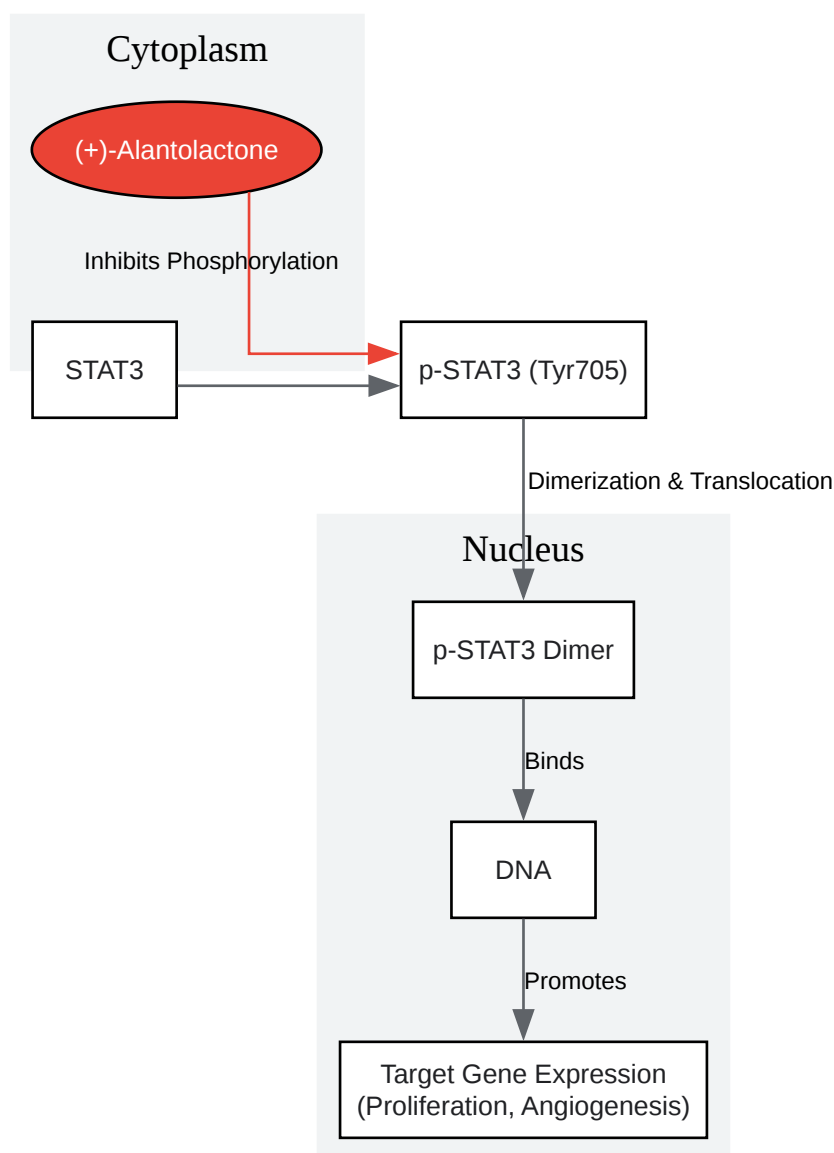 Cytoplasm
(+)-Alantolactone
Inhibits Phosphorylation
STAT3
p-STAT3 (Tyr705)
Dimerization & Translocation
Nucleus
p-STAT3 Dimer
Binds
DNA
Promotes
Target Gene Expression
(Proliferation, Angiogenesis)